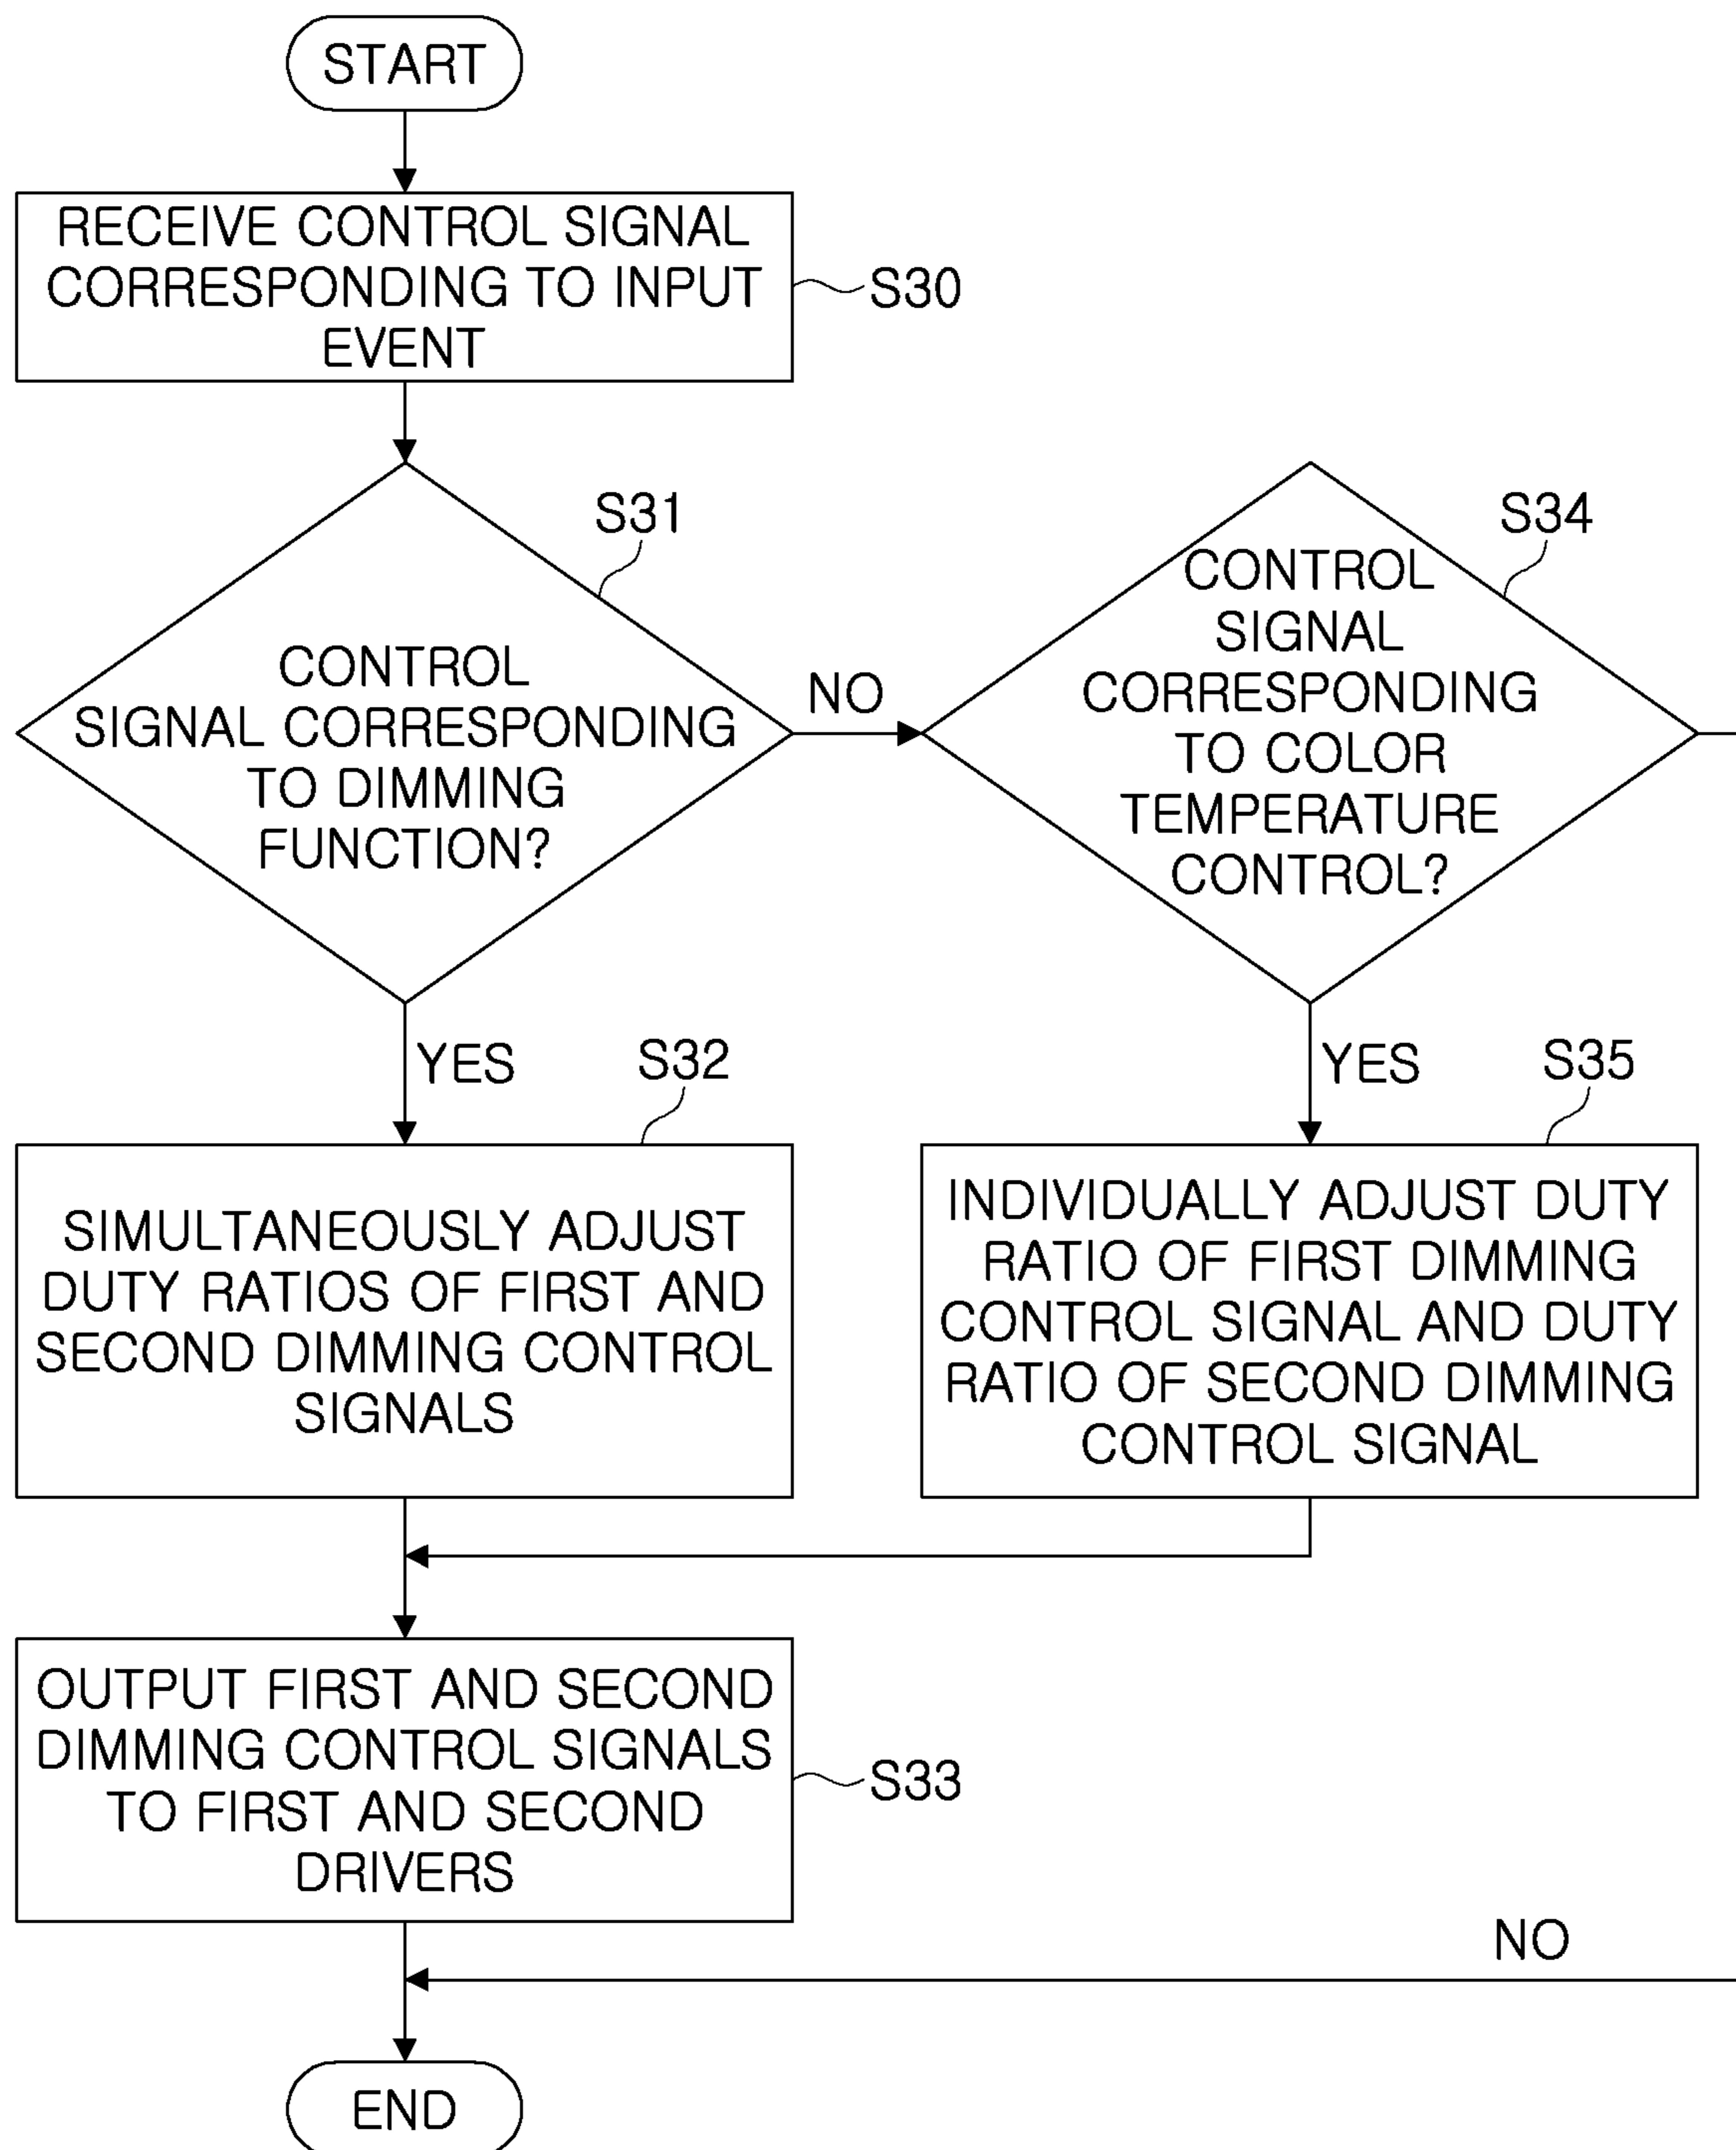 START
RECEIVE CONTROL SIGNAL
CORRESPONDING TO INPUT
EVENT
S30
S31
CONTROL
SIGNAL CORRESPONDING
TO DIMMING
FUNCTION?
NO
S34
CONTROL
SIGNAL
CORRESPONDING
TO COLOR
TEMPERATURE
CONTROL?
YES
S32
SIMULTANEOUSLY ADJUST
DUTY RATIOS OF FIRST AND
SECOND DIMMING CONTROL
SIGNALS
YES
S35
INDIVIDUALLY ADJUST DUTY
RATIO OF FIRST DIMMING
CONTROL SIGNAL AND DUTY
RATIO OF SECOND DIMMING
CONTROL SIGNAL
OUTPUT FIRST AND SECOND
DIMMING CONTROL SIGNALS
TO FIRST AND SECOND
DRIVERS
S33
NO
END